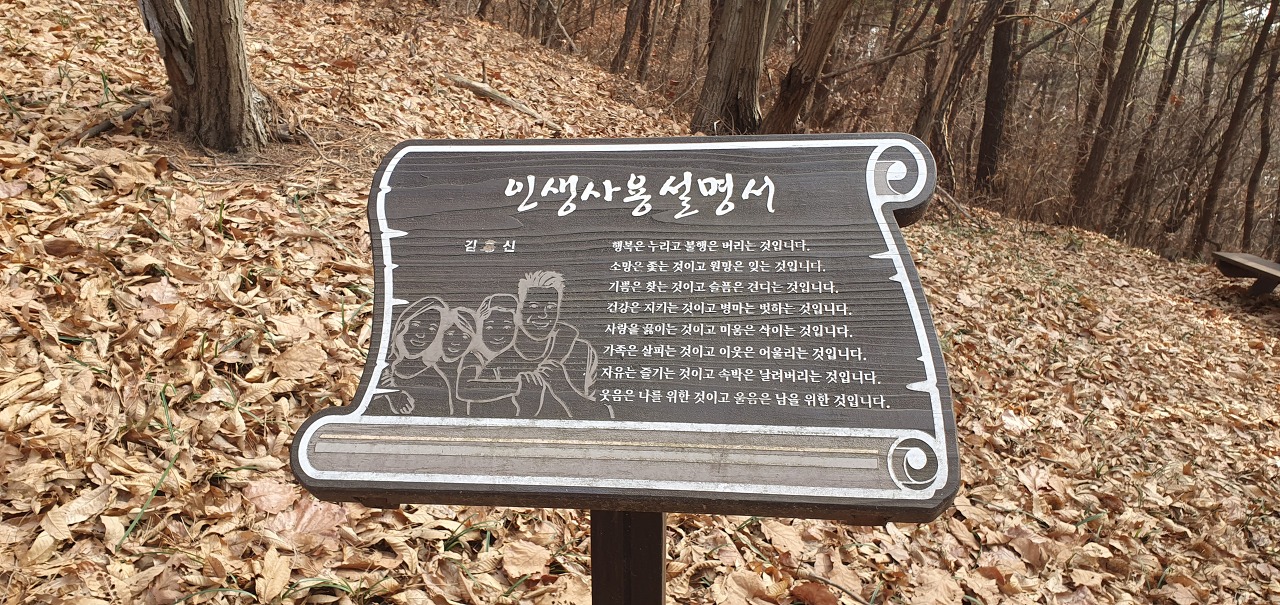 인생사용설명서
김홍신
행복은 누리고 불행은 버리는 것입니다.
소망은 좇는 것이고 원망은 잊는 것입니다.
기쁨은 찾는 것이고 슬픔은 견디는 것입니다.
건강은 지키는 것이고 병마는 벗하는 것입니다.
사랑을 끓이는 것이고 미움은 삭이는 것입니다.
가족은 살피는 것이고 이웃은 어울리는 것입니다.
자유는 즐기는 것이고 속박은 날려버리는 것입니다.
웃음은 나를 위한 것이고 울음은 남을 위한 것입니다.